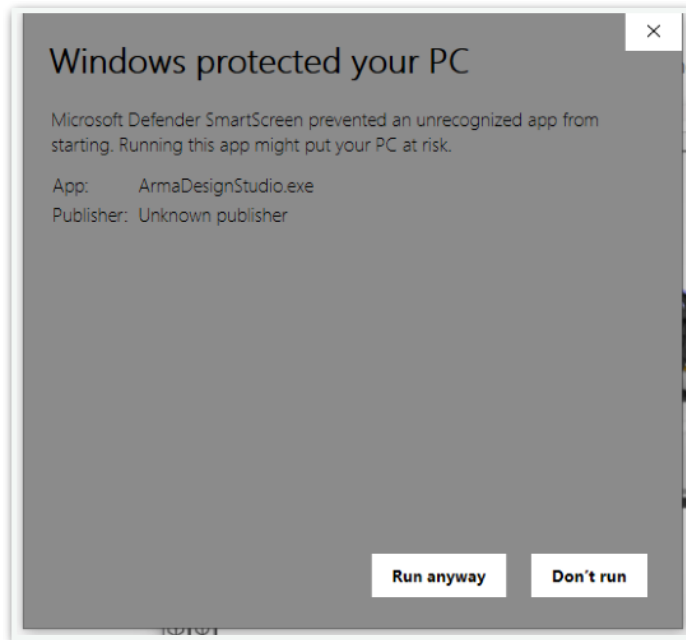 Windows protected your PC
Microsoft Defender SmartScreen prevented an unrecognized app from
starting. Running this app might put your PC at risk.
App: ArmaDesignStudio.exe
Publisher: Unknown publisher
Run anyway Don't run